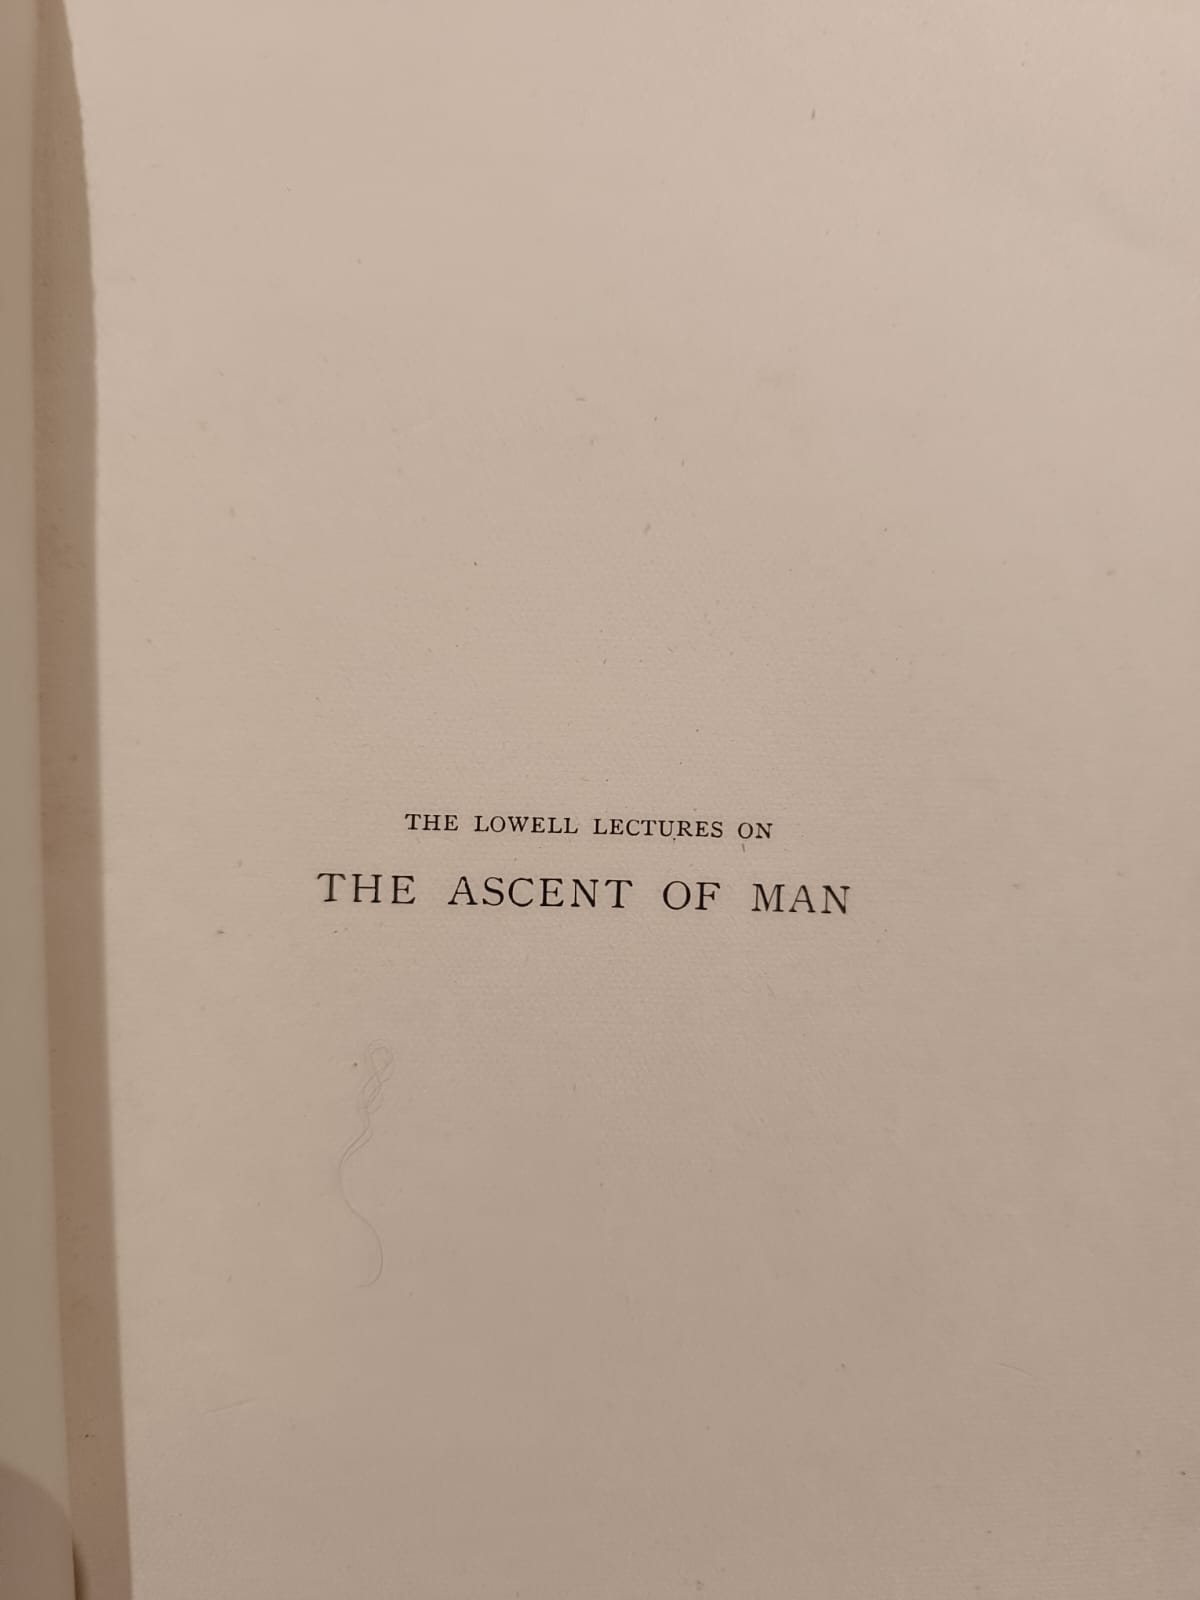 THE LOWELL LECTURES ON
THE ASCENT OF MAN